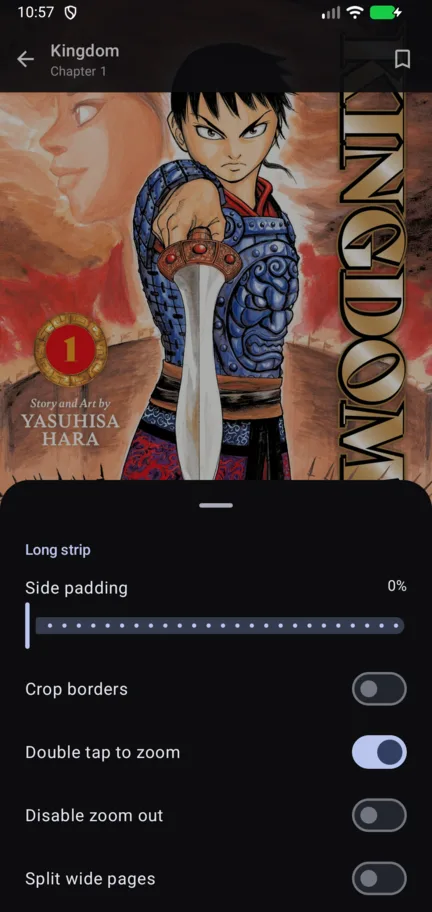 10:57
Kingdom
Chapter 1
KINGDOM
1
Story and Art by
YASUHISA
HARA
Long strip
Side padding 0%
Crop borders
Double tap to zoom
Disable zoom out
Split wide pages